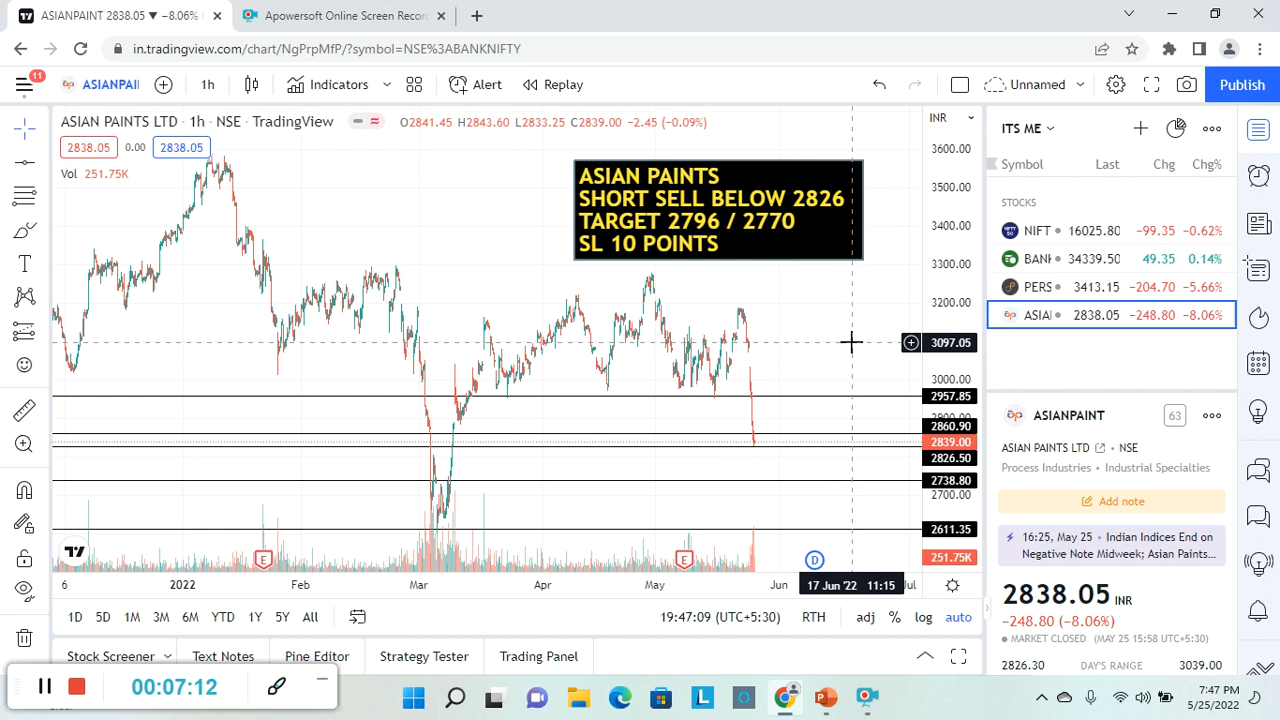 ASIANPAINT 2838.05 ▼ −8.06%
Apowersoft Online Screen Recor
in.tradingview.com/chart/NgPrpMfP/?symbol=NSE%3ABANKNIFTY
11
ASIANPAI
1h
Indicators
Alert
Replay
Unnamed
Publish
ASIAN PAINTS LTD • 1h • NSE • TradingView
O2841.45 H2843.60 L2833.25 C2839.00 −2.45 (−0.09%)
2838.05 0.00 2838.05
Vol 251.75K
ASIAN PAINTS
SHORT SELL BELOW 2826
TARGET 2796 / 2770
SL 10 POINTS
INR
3600.00
3500.00
3400.00
3300.00
3200.00
3097.05
3000.00
2957.85
2900.00
2860.90
2839.00
2826.50
2738.80
2700.00
2611.35
251.75K
E
E
D
6 2022 Feb Mar Apr May Jun 17 Jun '22 11:15 Jul
1D 5D 1M 3M 6M YTD 1Y 5Y All
19:47:09 (UTC+5:30)
RTH
adj % log auto
Stock Screener
Text Notes
Pine Editor
Strategy Tester
Trading Panel
ITS ME
Symbol Last Chg Chg%
STOCKS
NIFT 16025.80 −99.35 −0.62%
BANI 34339.50 49.35 0.14%
PERS 3413.15 −204.70 −5.66%
ASIAI 2838.05 −248.80 −8.06%
ASIANPAINT
63
ASIAN PAINTS LTD • NSE
Process Industries • Industrial Specialties
Add note
16:25, May 25 • Indian Indices End on
Negative Note Midweek; Asian Paints...
2838.05 INR
−248.80 (−8.06%)
MARKET CLOSED (MAY 25 15:58 UTC+5:30)
2826.30 DAY'S RANGE 3039.00
00:07:12
7:47 PM
5/25/2022